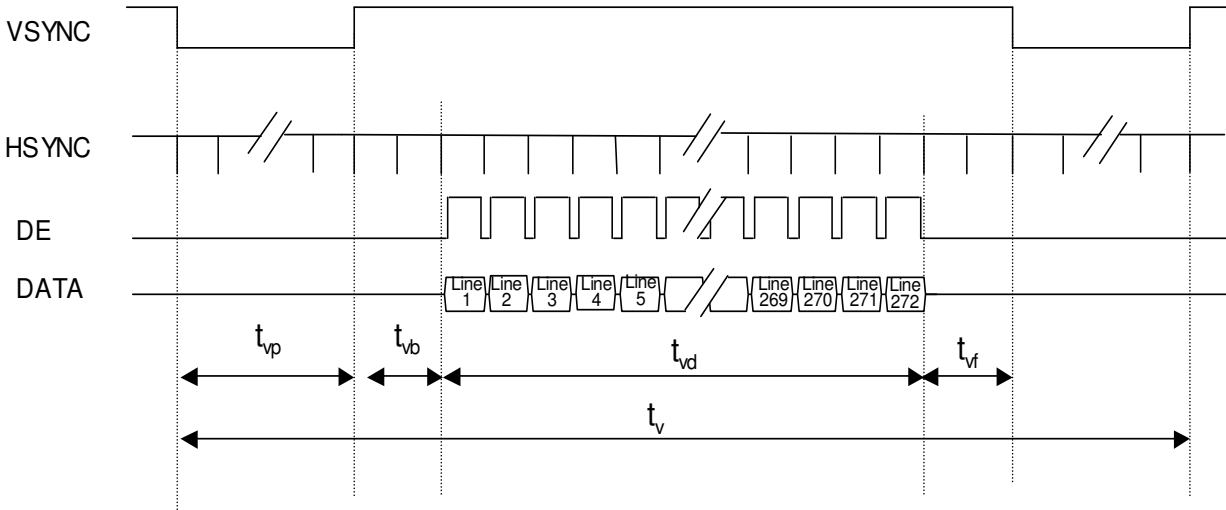 VSYNC
HSYNC
DE
DATA
Line 1
Line 2
Line 3
Line 4
Line 5
Line 269
Line 270
Line 271
Line 272
tvp
tvb
tvd
tvf
tv